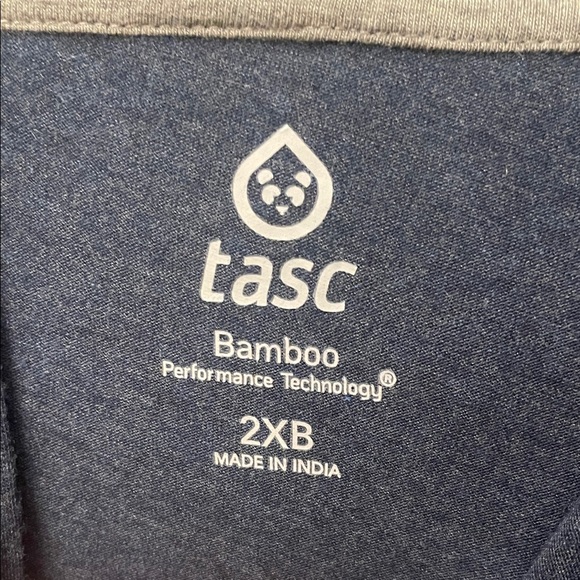 tasc
Bamboo
Performance Technology®
2XB
MADE IN INDIA